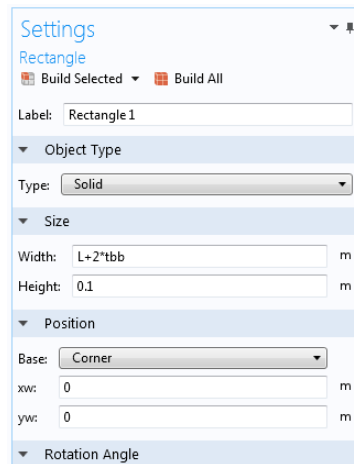 Settings
Rectangle
Build Selected Build All
Label: Rectangle 1
Object Type
Type: Solid
Size
Width: L+2*tbb m
Height: 0.1 m
Position
Base: Corner
xw: 0 m
yw: 0 m
Rotation Angle